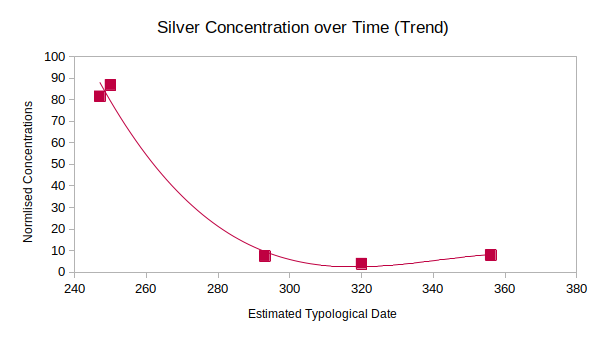 Silver Concentration over Time (Trend)
100
90
80
70
60
50
40
30
20
10
0
Normlised Concentrations
240 260 280 300 320 340 360 380
Estimated Typological Date